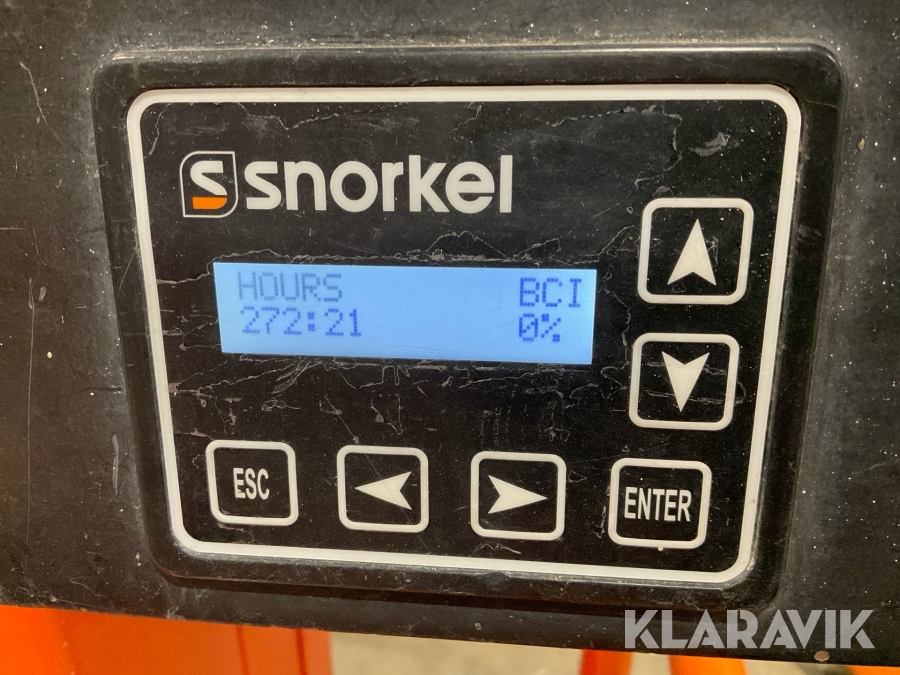 snorkel
HOURS BCI
272:21 0%
ESC ENTER
KLARAVIK